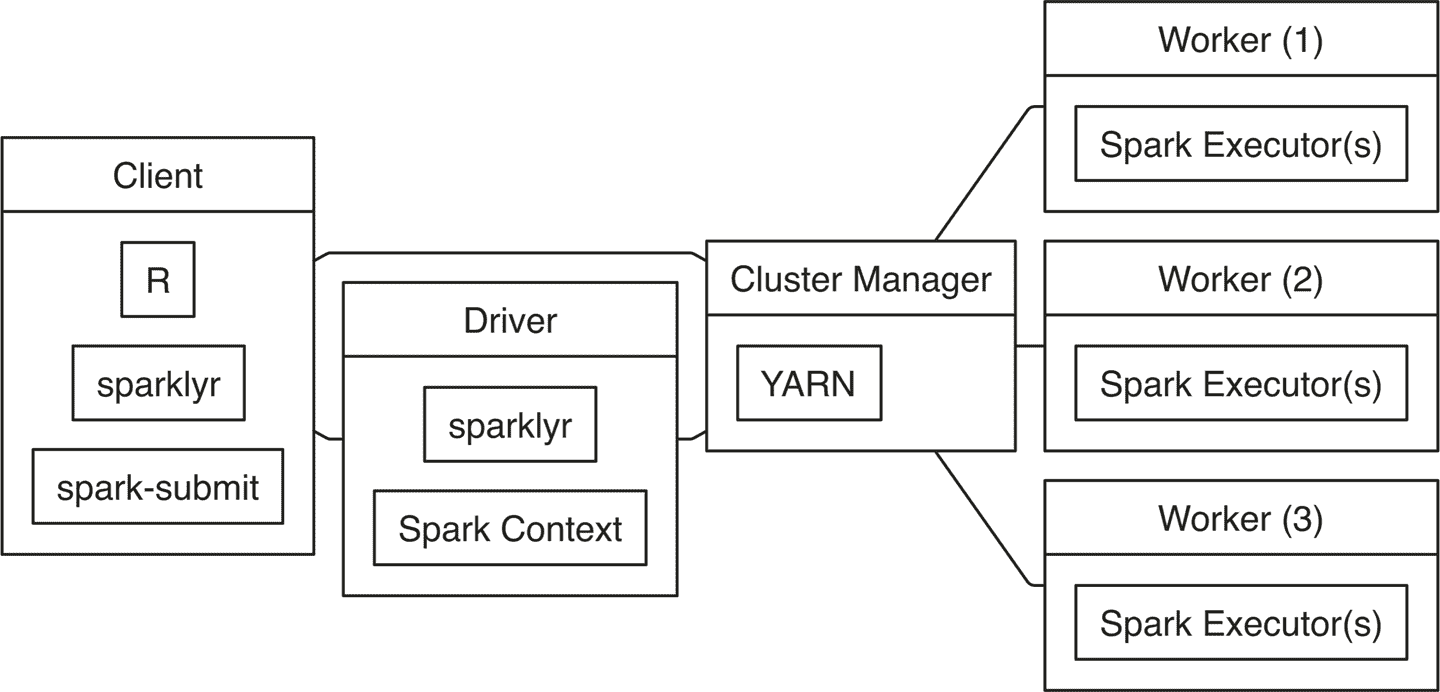 Client
R
sparklyr
spark-submit
Driver
sparklyr
Spark Context
Cluster Manager
YARN
Worker (1)
Spark Executor(s)
Worker (2)
Spark Executor(s)
Worker (3)
Spark Executor(s)